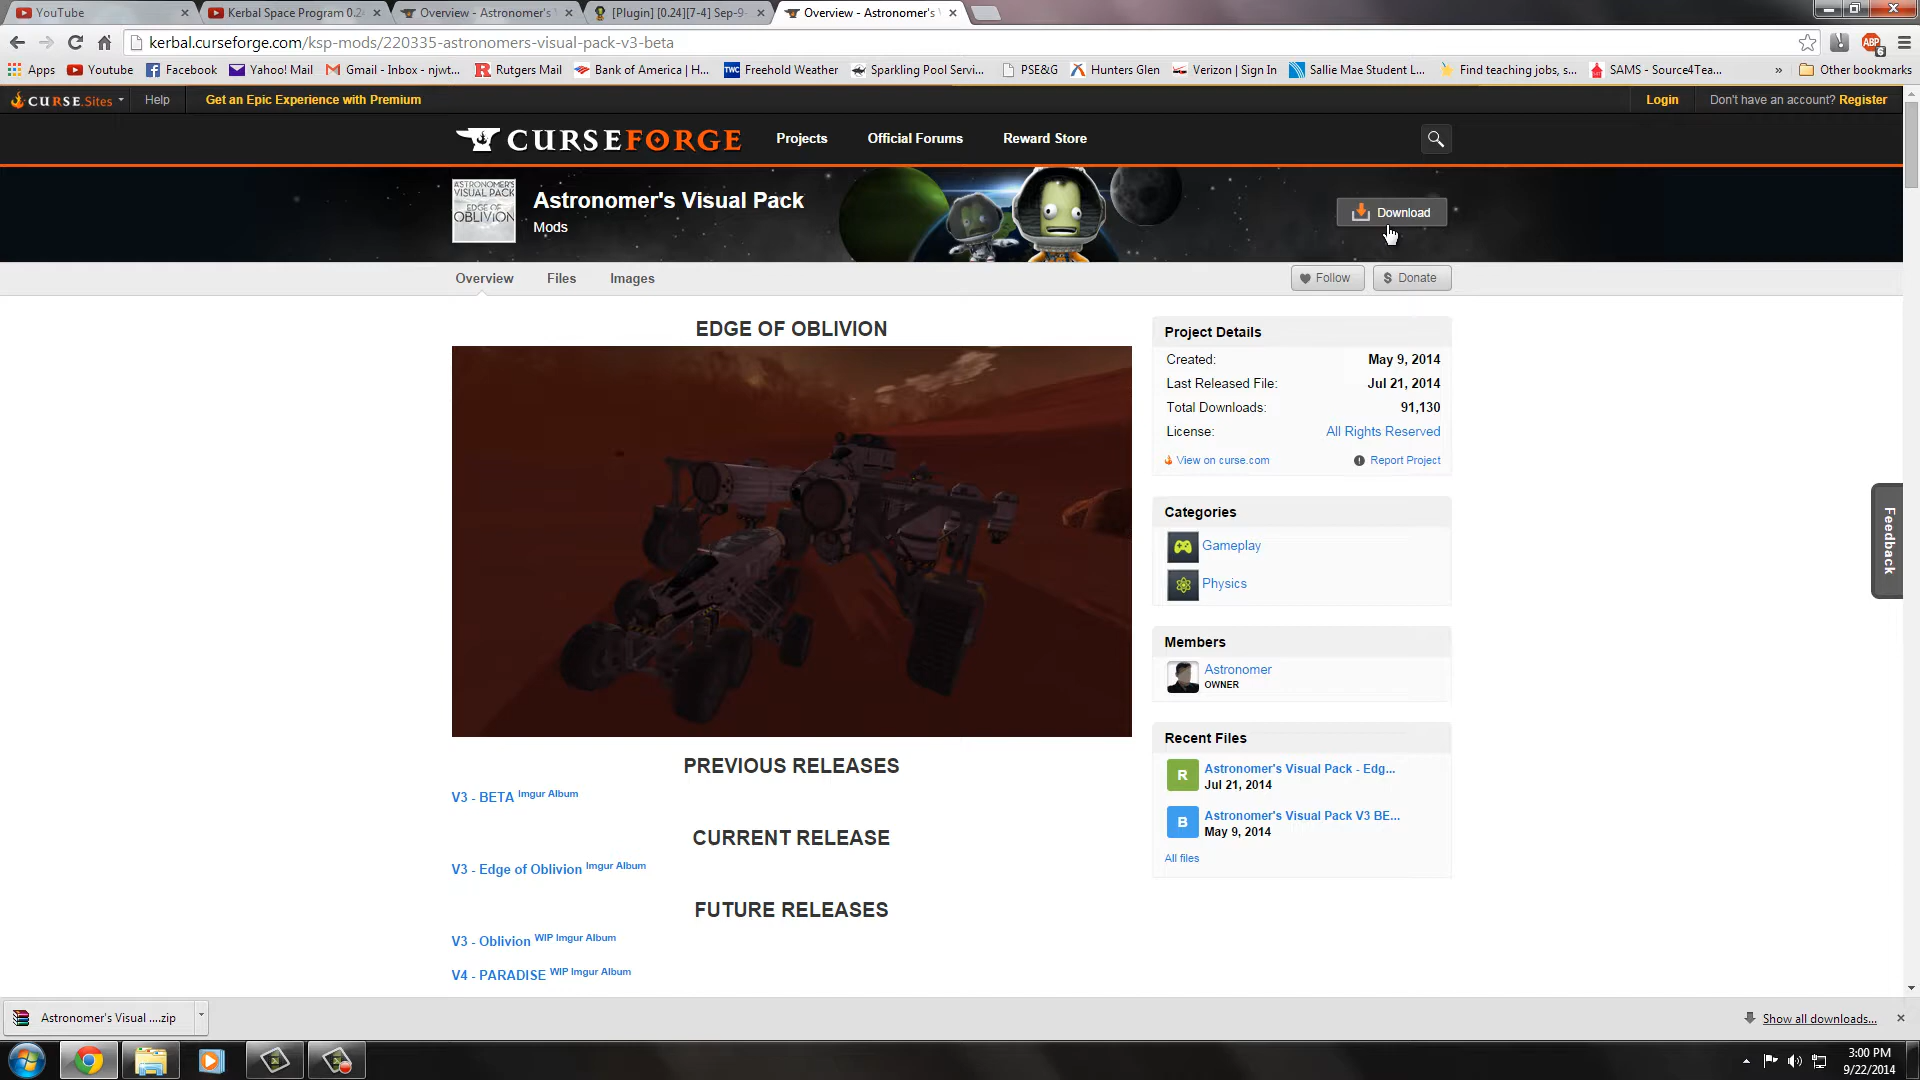 YouTube
Kerbal Space Program 0.24
Overview - Astronomer's V
[Plugin] [0.24][7-4] Sep-9-
Overview - Astronomer's V
kerbal.curseforge.com/ksp-mods/220335-astronomers-visual-pack-v3-beta
ABP
6
Apps
Youtube
Facebook
Yahoo! Mail
Gmail - Inbox - njwt...
Rutgers Mail
Bank of America | H...
Freehold Weather
Sparkling Pool Servi...
PSE&G
Hunters Glen
Verizon | Sign In
Sallie Mae Student L...
Find teaching jobs, s...
SAMS - Source4Tea...
»
Other bookmarks
CURSE.Sites
Help
Get an Epic Experience with Premium
Login
Don't have an account? Register
CURSEFORGE
Projects
Official Forums
Reward Store
ASTRONOMER'S
VISUAL PACK
EDGE OF
OBLIVION
Astronomer's Visual Pack
Mods
Download
Overview
Files
Images
Follow
$ Donate
EDGE OF OBLIVION
PREVIOUS RELEASES
V3 - BETA Imgur Album
CURRENT RELEASE
V3 - Edge of Oblivion Imgur Album
FUTURE RELEASES
V3 - Oblivion WIP Imgur Album
V4 - PARADISE WIP Imgur Album
Project Details
Created: May 9, 2014
Last Released File: Jul 21, 2014
Total Downloads: 91,130
License: All Rights Reserved
View on curse.com
Report Project
Categories
Gameplay
Physics
Members
Astronomer
OWNER
Recent Files
R
Astronomer's Visual Pack - Edg...
Jul 21, 2014
B
Astronomer's Visual Pack V3 BE...
May 9, 2014
All files
Feedback
Astronomer's Visual ....zip
Show all downloads...
3:00 PM
9/22/2014